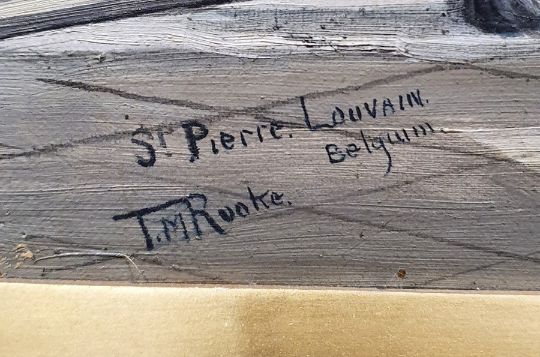 St Pierre. LOUVAIN.
Belgium.
T.M Rooke.